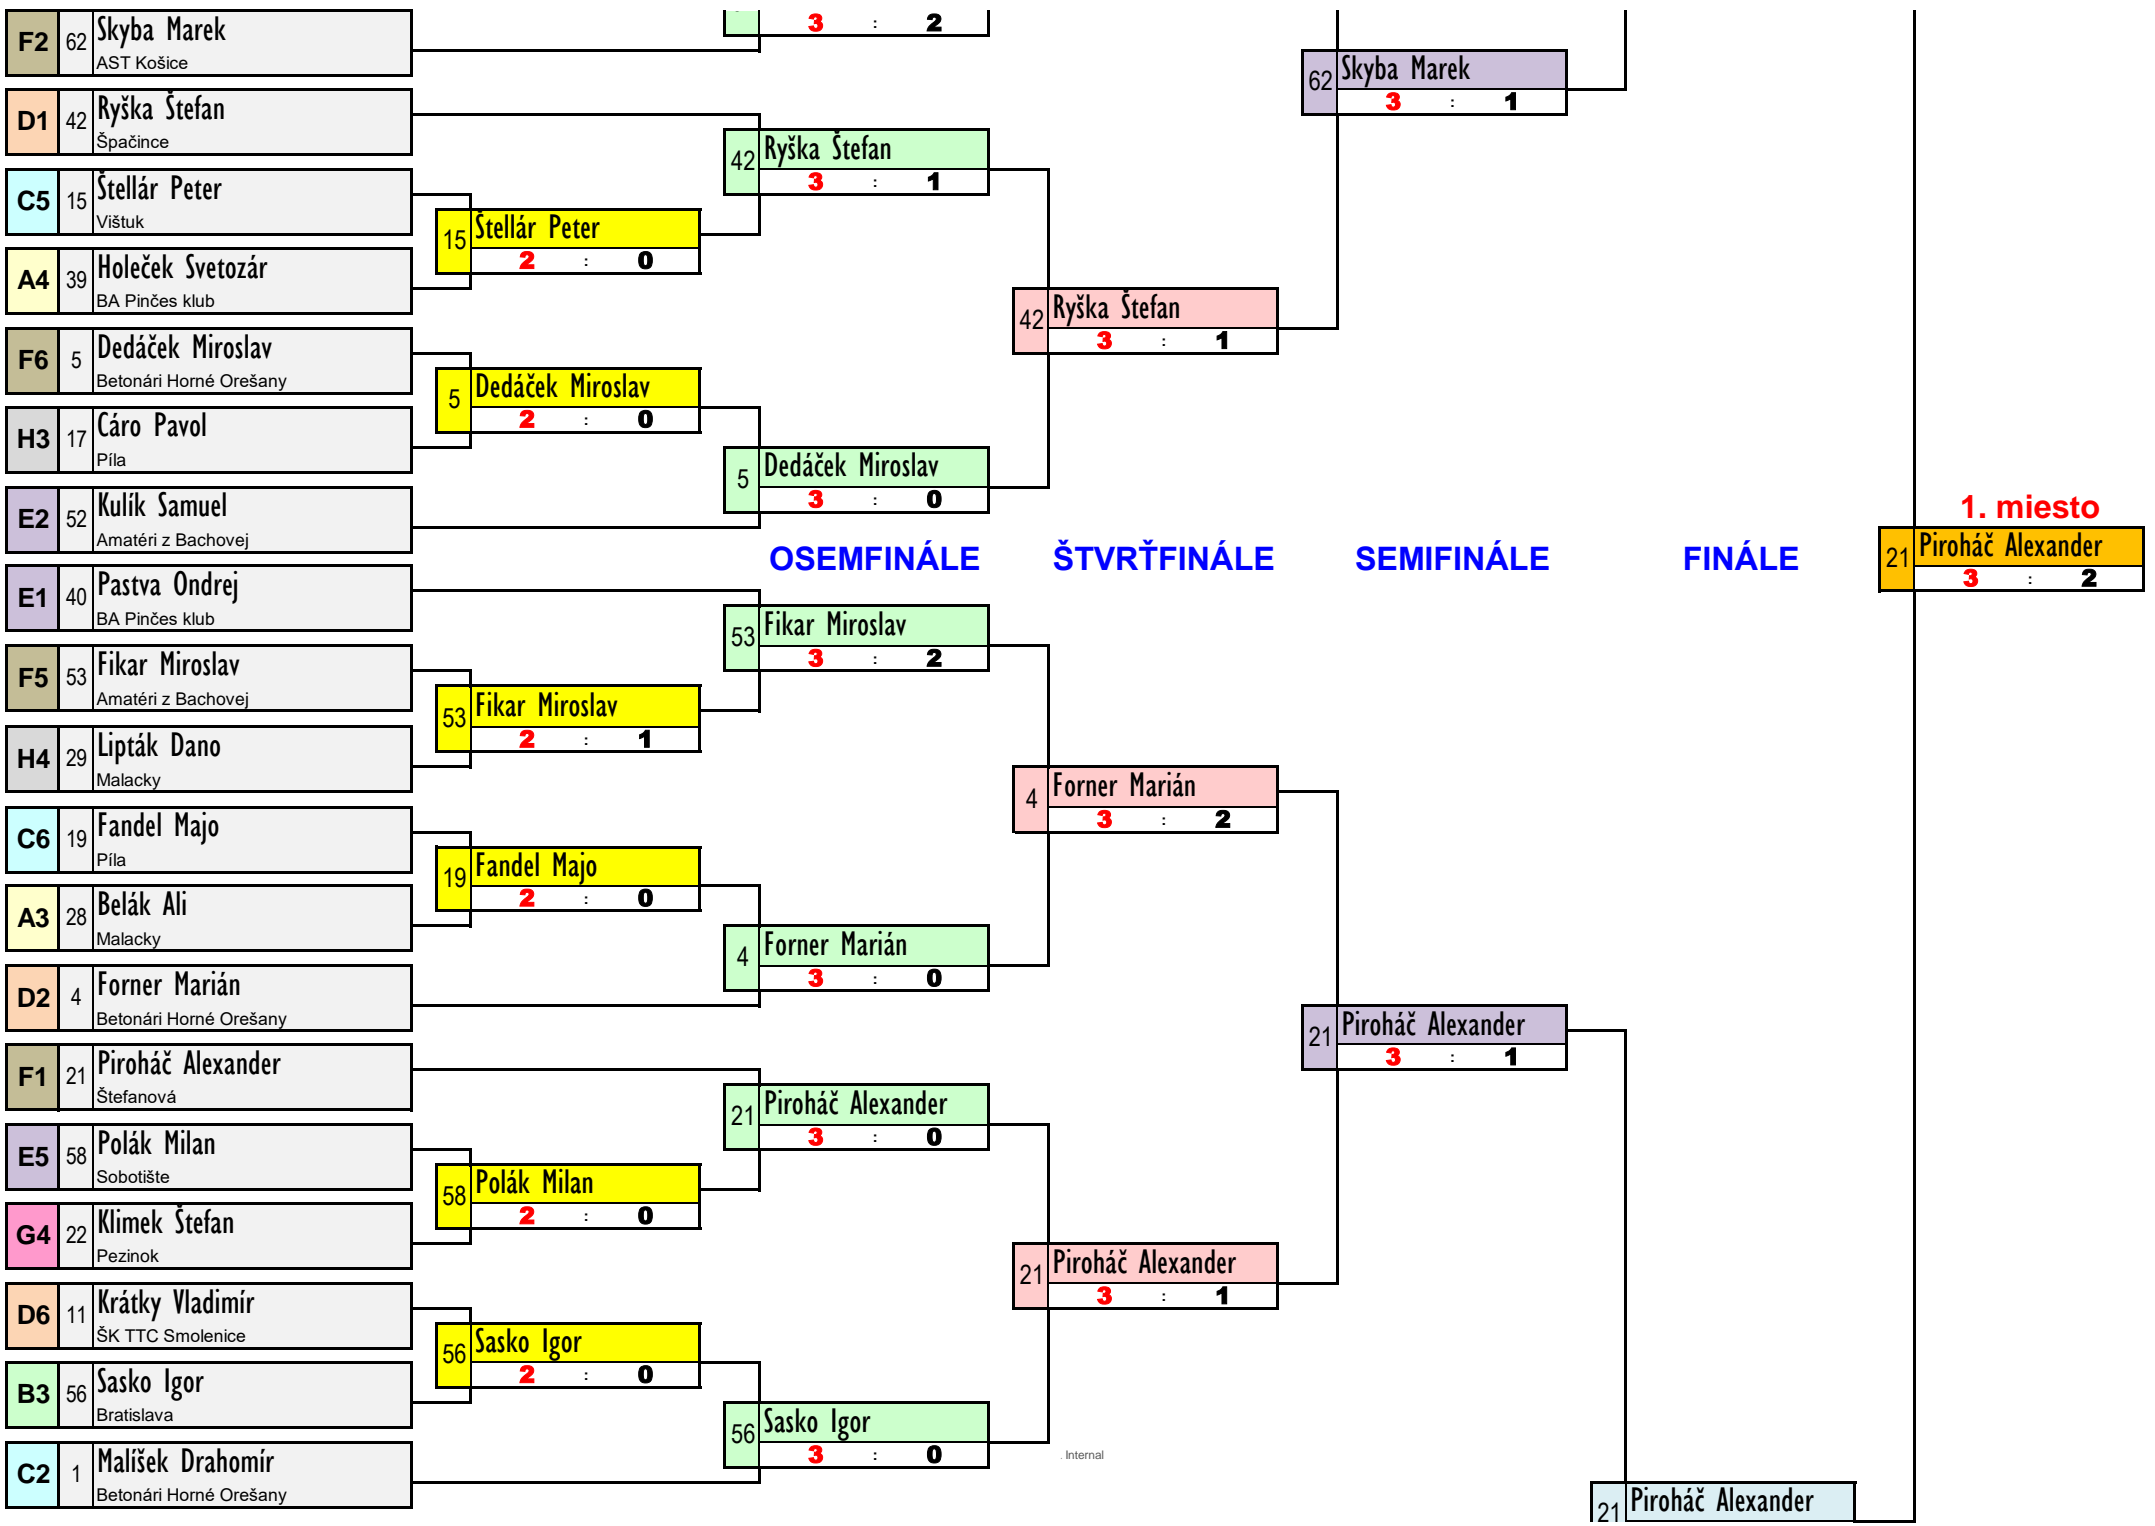 F2 62 Skyba Marek
AST Košice
3 : 2
62 Skyba Marek
3 : 1
D1 42 Ryška Štefan
Špačince
42 Ryška Štefan
3 : 1
C5 15 Štellár Peter
Vištuk
15 Štellár Peter
2 : 0
A4 39 Holeček Svetozár
BA Pinčes klub
42 Ryška Štefan
3 : 1
F6 5 Dedáček Miroslav
Betonári Horné Orešany
5 Dedáček Miroslav
2 : 0
H3 17 Cáro Pavol
Píla
5 Dedáček Miroslav
3 : 0
E2 52 Kulík Samuel
Amatéri z Bachovej
1. miesto
21 Piroháč Alexander
3 : 2
OSEMFINÁLE ŠTVRŤFINÁLE SEMIFINÁLE FINÁLE
E1 40 Pastva Ondrej
BA Pinčes klub
53 Fikar Miroslav
3 : 2
F5 53 Fikar Miroslav
Amatéri z Bachovej
53 Fikar Miroslav
2 : 1
H4 29 Lipták Dano
Malacky
4 Forner Marián
3 : 2
C6 19 Fandel Majo
Píla
19 Fandel Majo
2 : 0
A3 28 Belák Ali
Malacky
4 Forner Marián
3 : 0
D2 4 Forner Marián
Betonári Horné Orešany
21 Piroháč Alexander
3 : 1
F1 21 Piroháč Alexander
Štefanová
21 Piroháč Alexander
3 : 0
E5 58 Polák Milan
Sobotište
58 Polák Milan
2 : 0
G4 22 Klimek Štefan
Pezinok
21 Piroháč Alexander
3 : 1
D6 11 Krátky Vladimír
ŠK TTC Smolenice
56 Sasko Igor
2 : 0
B3 56 Sasko Igor
Bratislava
56 Sasko Igor
3 : 0
. Internal
C2 1 Malíšek Drahomír
Betonári Horné Orešany
21 Piroháč Alexander